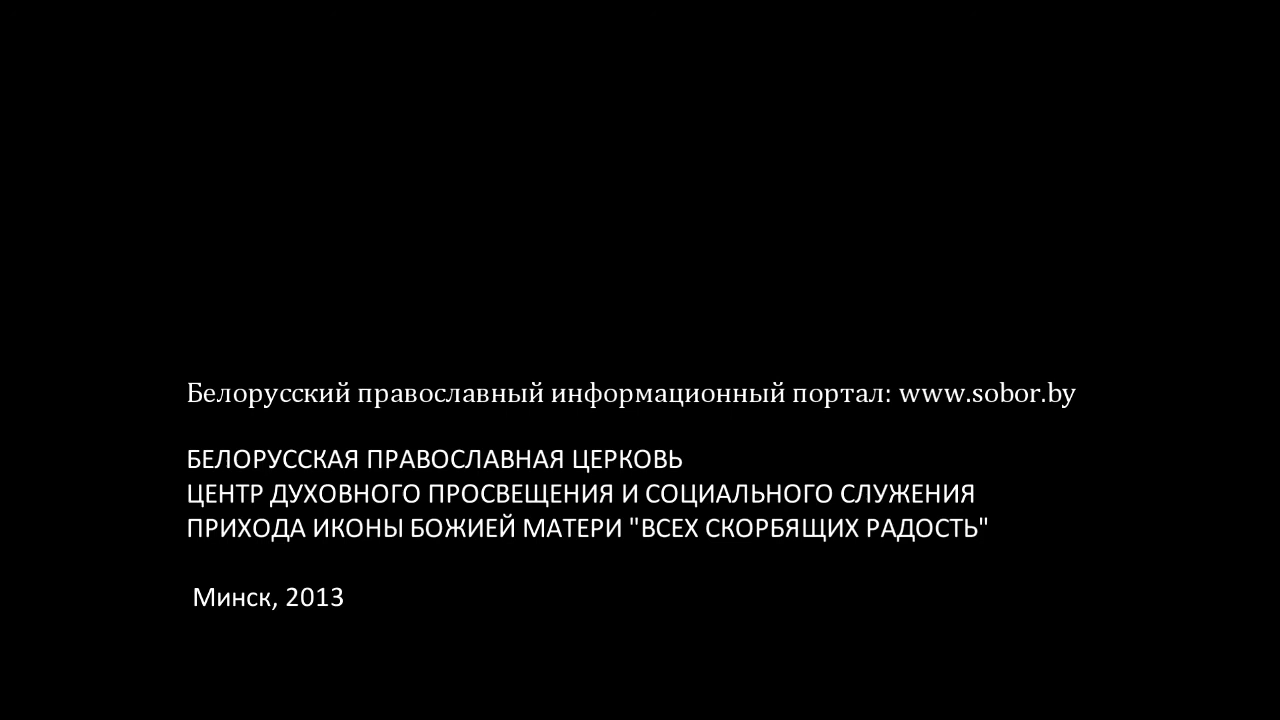 Белорусский православный информационный портал: www.sobor.by
БЕЛОРУССКАЯ ПРАВОСЛАВНАЯ ЦЕРКОВЬ
ЦЕНТР ДУХОВНОГО ПРОСВЕЩЕНИЯ И СОЦИАЛЬНОГО СЛУЖЕНИЯ
ПРИХОДА ИКОНЫ БОЖИЕЙ МАТЕРИ "ВСЕХ СКОРБЯЩИХ РАДОСТЬ"
Минск, 2013